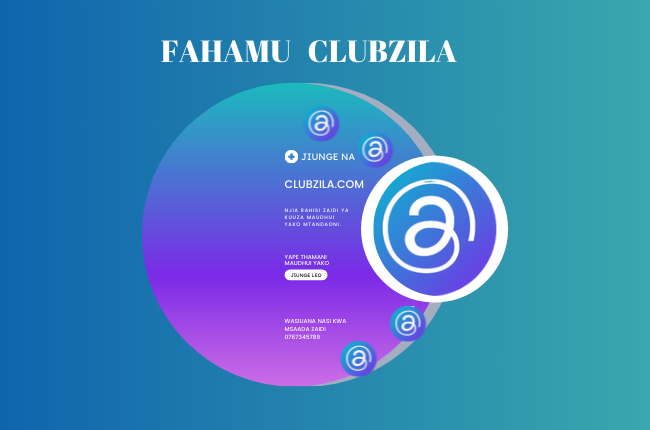 FAHAMU CLUBZILA
JIUNGE NA
CLUBZILA.COM
NJIA RAHISI ZAIDI YA
KUUZA MAUDHUI
YAKO MTANDAONI.
YAPE THAMANI
MAUDHUI YAKO
JIUNGE LEO
WASILIANA NASI KWA
MSAADA ZAIDI
0767345789